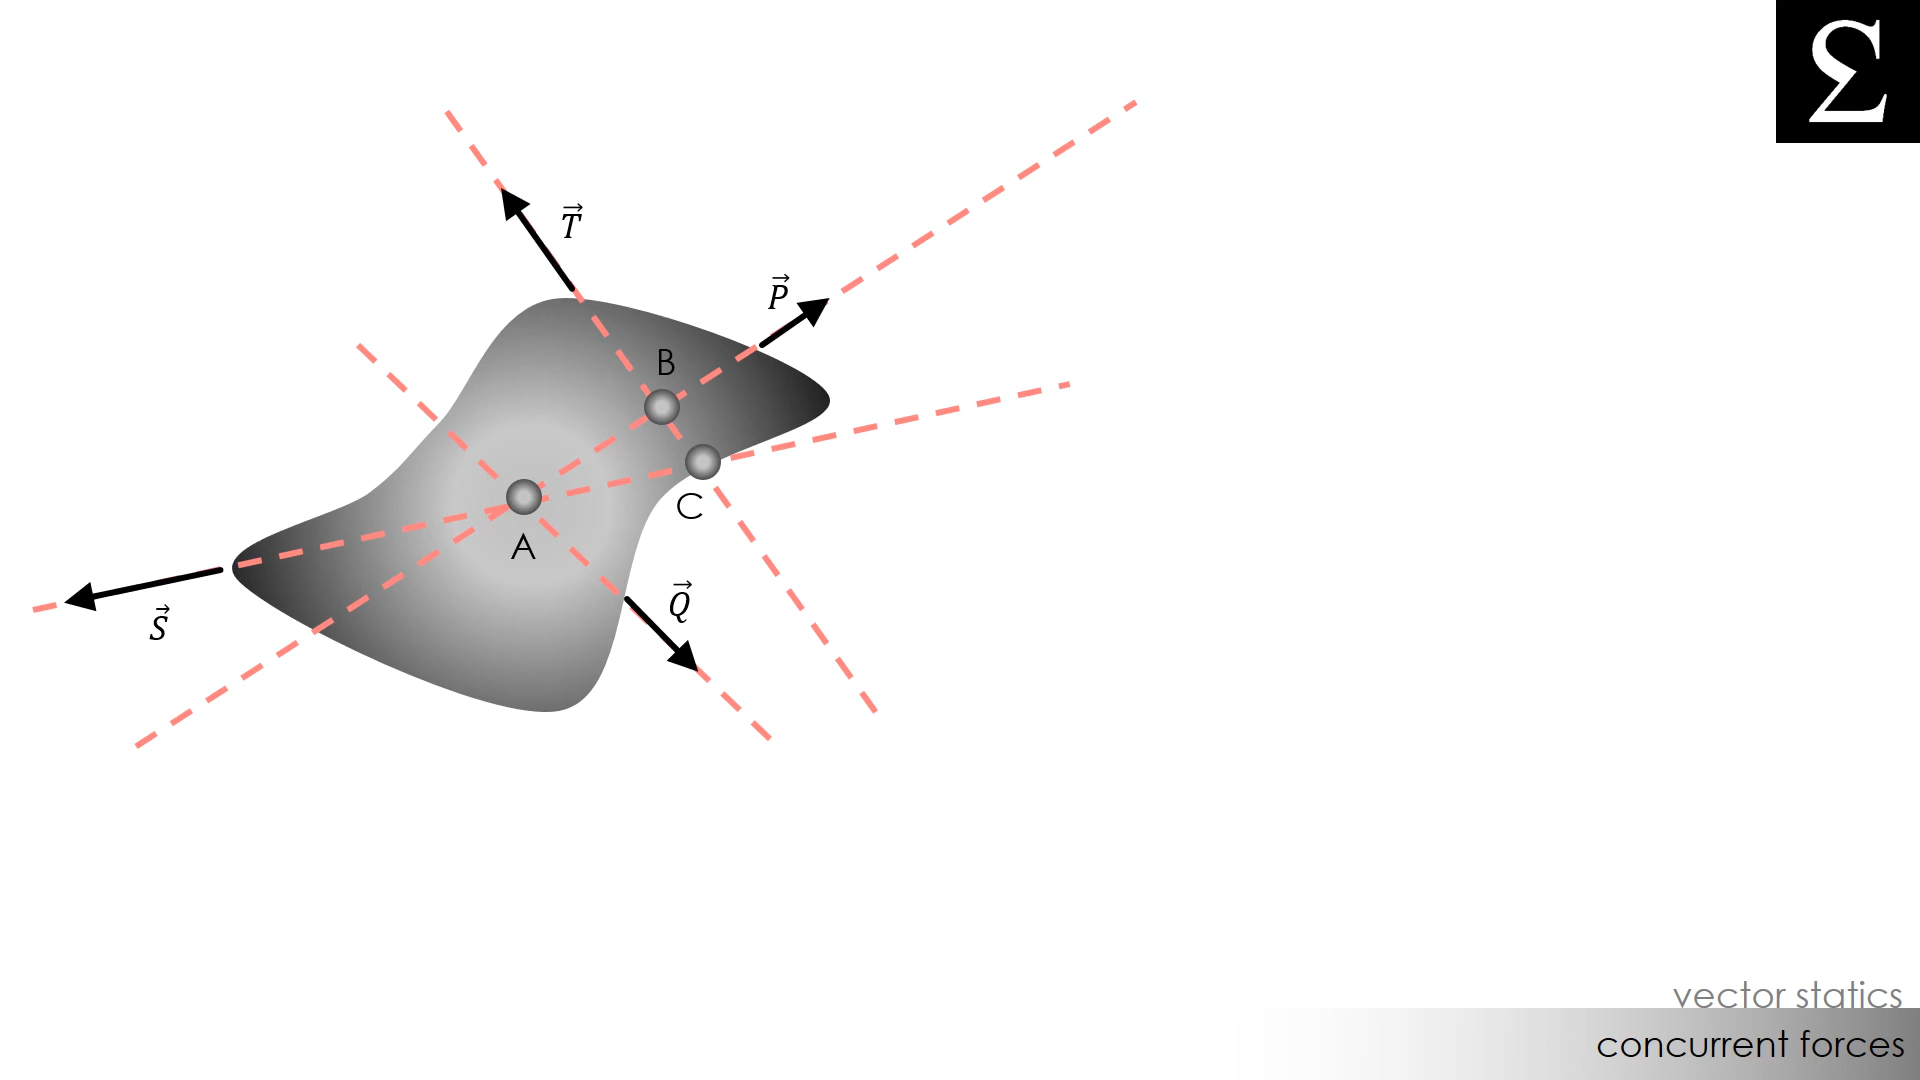 Σ
T⃗
P⃗
B
C
A
Q⃗
S⃗
vector statics
concurrent forces